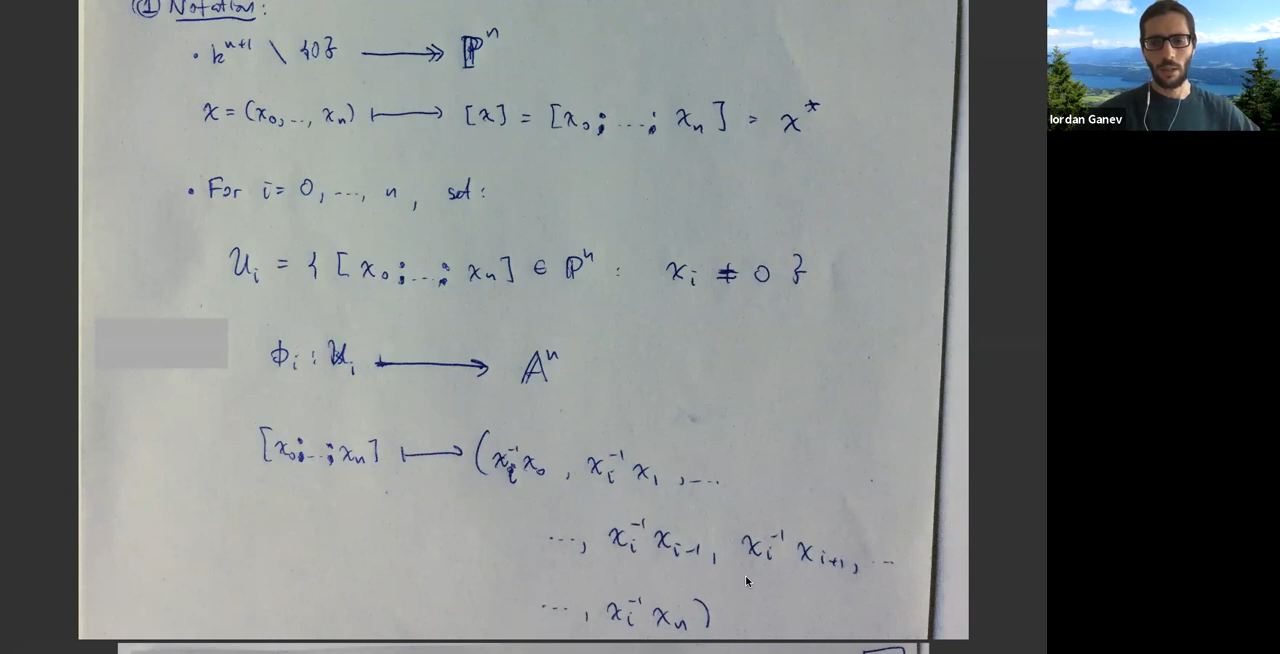 ① Notation:
• k^{n+1} \ {0} ↠ ℙ^n
x = (x_0, ..., x_n) ⟼ [x] = [x_0; ...; x_n] = x*
• For i = 0, ..., n, set:
U_i = { [x_0; ...; x_n] ∈ ℙ^n : x_i ≠ 0 }
ϕ_i : U_i ⟶ 𝔸^n
[x_0; ...; x_n] ⟼ (x_i^{-1} x_0, x_i^{-1} x_1, ...
..., x_i^{-1} x_{i-1}, x_i^{-1} x_{i+1}, ...
..., x_i^{-1} x_n)
Iordan Ganev